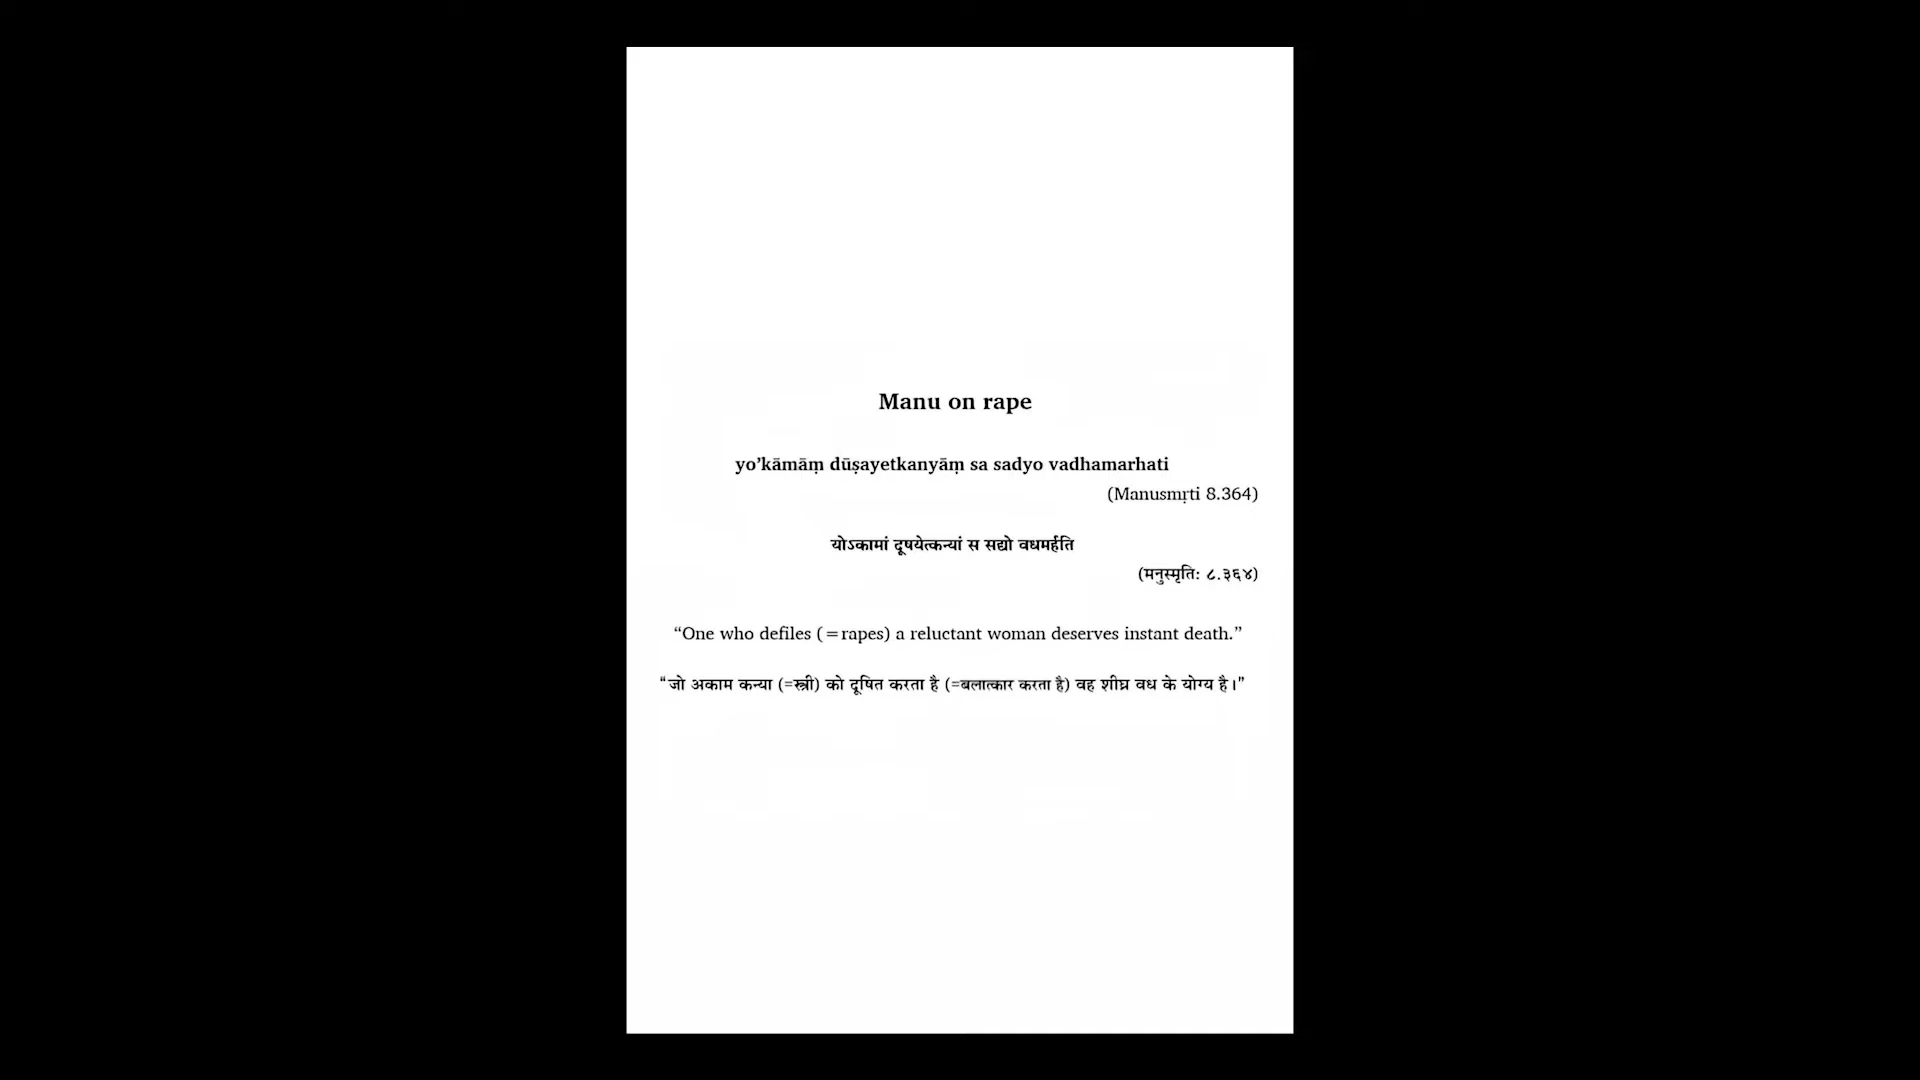 Manu on rape
yo’kāmāṃ dūṣayetkanyāṃ sa sadyo vadhamarhati
(Manusmṛti 8.364)
योऽकामां दूषयेत्कन्यां स सद्यो वधमर्हति
(मनुस्मृतिः ८.३६४)
“One who defiles (=rapes) a reluctant woman deserves instant death.”
“जो अकाम कन्या (=स्त्री) को दूषित करता है (=बलात्कार करता है) वह शीघ्र वध के योग्य है।”